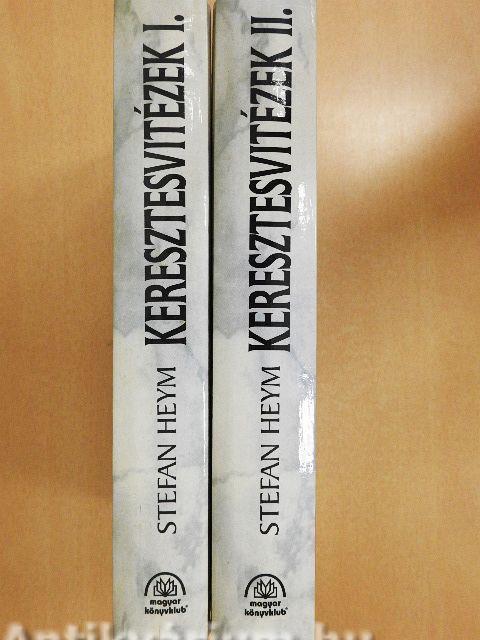 STEFAN HEYM KERESZTESVITÉZEK I.
magyar
könyvklub
STEFAN HEYM KERESZTESVITÉZEK II.
magyar
könyvklub